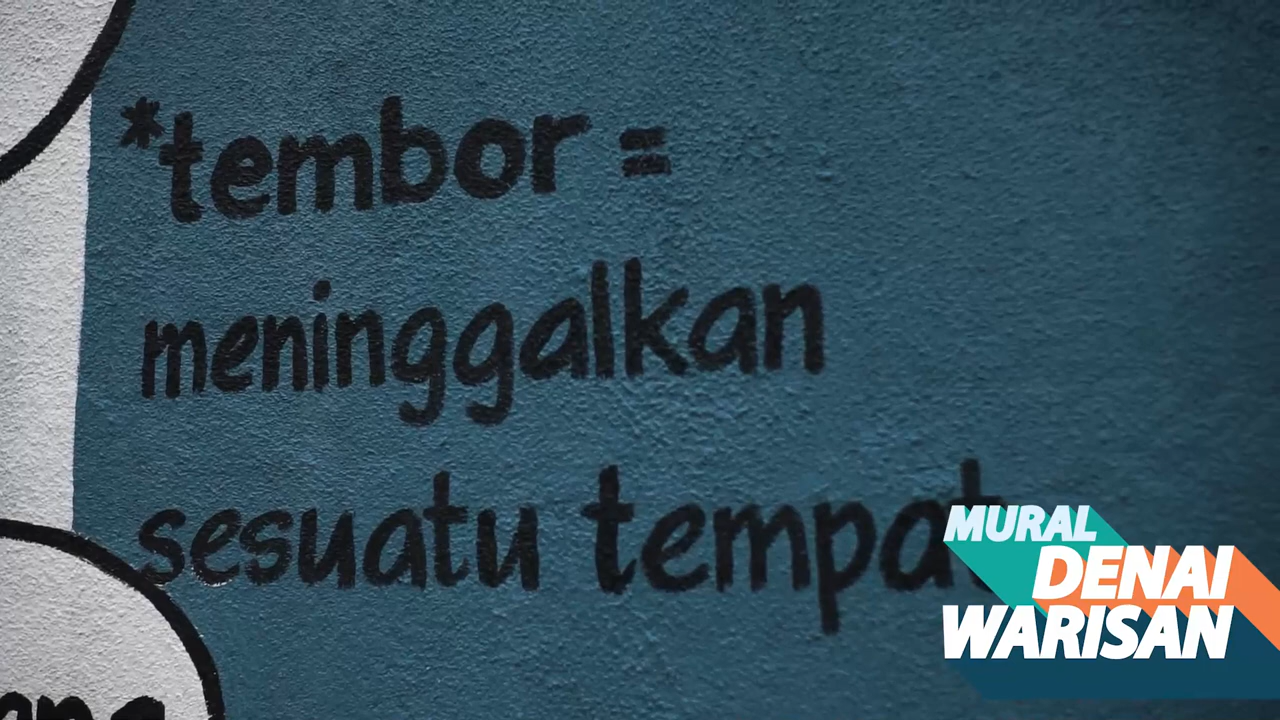 *tembor =
meninggalkan
sesuatu tempat
MURAL
DENAI
WARISAN